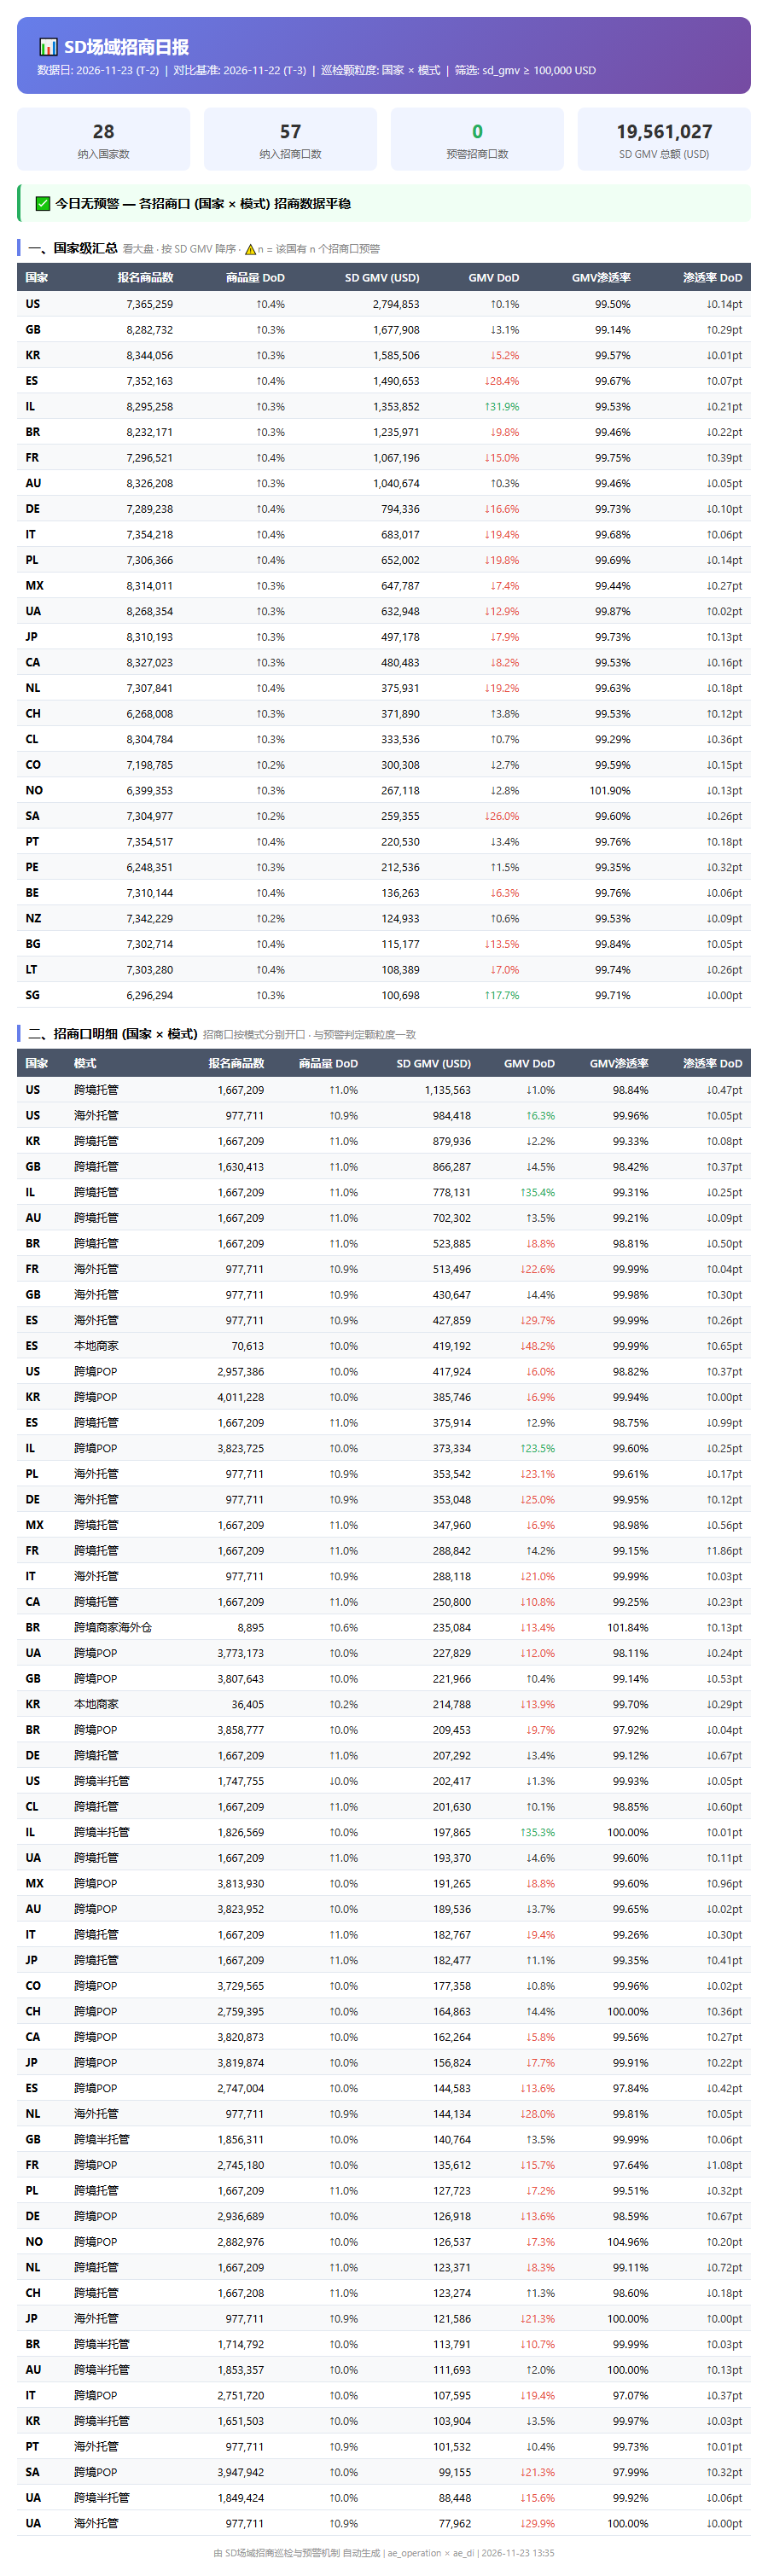 📊 SD场域招商日报
数据日: 2026-11-23 (T-2) | 对比基准: 2026-11-22 (T-3) | 巡检颗粒度: 国家 × 模式 | 筛选: sd_gmv ≥ 100,000 USD
28 57 0 19,561,027
纳入国家数 纳入招商口数 预警招商口数 SD GMV 总额 (USD)
✅ 今日无预警 — 各招商口 (国家 × 模式) 招商数据平稳
一、国家级汇总 看大盘 · 按 SD GMV 降序 · ⚠️n = 该国有 n 个招商口预警
国家 报名商品数 商品量 DoD SD GMV (USD) GMV DoD GMV渗透率 渗透率 DoD
US 7,365,259 ↑0.4% 2,794,853 ↑0.1% 99.50% ↓0.14pt
GB 8,282,732 ↑0.3% 1,677,908 ↓3.1% 99.14% ↑0.29pt
KR 8,344,056 ↑0.3% 1,585,506 ↓5.2% 99.57% ↓0.01pt
ES 7,352,163 ↑0.4% 1,490,653 ↓28.4% 99.67% ↑0.07pt
IL 8,295,258 ↑0.3% 1,353,852 ↑31.9% 99.53% ↓0.21pt
BR 8,232,171 ↑0.3% 1,235,971 ↓9.8% 99.46% ↓0.22pt
FR 7,296,521 ↑0.4% 1,067,196 ↓15.0% 99.75% ↑0.39pt
AU 8,326,208 ↑0.3% 1,040,674 ↑0.3% 99.46% ↓0.05pt
DE 7,289,238 ↑0.4% 794,336 ↓16.6% 99.73% ↓0.10pt
IT 7,354,218 ↑0.4% 683,017 ↓19.4% 99.68% ↑0.06pt
PL 7,306,366 ↑0.4% 652,002 ↓19.8% 99.69% ↓0.14pt
MX 8,314,011 ↑0.3% 647,787 ↓7.4% 99.44% ↓0.27pt
UA 8,268,354 ↑0.3% 632,948 ↓12.9% 99.87% ↑0.02pt
JP 8,310,193 ↑0.3% 497,178 ↓7.9% 99.73% ↑0.13pt
CA 8,327,023 ↑0.3% 480,483 ↓8.2% 99.53% ↓0.16pt
NL 7,307,841 ↑0.4% 375,931 ↓19.2% 99.63% ↓0.18pt
CH 6,268,008 ↑0.3% 371,890 ↑3.8% 99.53% ↑0.12pt
CL 8,304,784 ↑0.3% 333,536 ↑0.7% 99.29% ↓0.36pt
CO 7,198,785 ↑0.2% 300,308 ↓2.7% 99.59% ↓0.15pt
NO 6,399,353 ↑0.3% 267,118 ↓2.8% 101.90% ↓0.13pt
SA 7,304,977 ↑0.2% 259,355 ↓26.0% 99.60% ↓0.26pt
PT 7,354,517 ↑0.4% 220,530 ↓3.4% 99.76% ↑0.18pt
PE 6,248,351 ↑0.3% 212,536 ↑1.5% 99.35% ↓0.32pt
BE 7,310,144 ↑0.4% 136,263 ↓6.3% 99.76% ↓0.06pt
NZ 7,342,229 ↑0.2% 124,933 ↑0.6% 99.53% ↓0.09pt
BG 7,302,714 ↑0.4% 115,177 ↓13.5% 99.84% ↑0.05pt
LT 7,303,280 ↑0.4% 108,389 ↓7.0% 99.74% ↓0.26pt
SG 6,296,294 ↑0.3% 100,698 ↑17.7% 99.71% ↓0.00pt
二、招商口明细 (国家 × 模式) 招商口按模式分别开口 · 与预警判定颗粒度一致
国家 模式 报名商品数 商品量 DoD SD GMV (USD) GMV DoD GMV渗透率 渗透率 DoD
US 跨境托管 1,667,209 ↑1.0% 1,135,563 ↓1.0% 98.84% ↓0.47pt
US 海外托管 977,711 ↑0.9% 984,418 ↑6.3% 99.96% ↑0.05pt
KR 跨境托管 1,667,209 ↑1.0% 879,936 ↓2.2% 99.33% ↑0.08pt
GB 跨境托管 1,630,413 ↑1.0% 866,287 ↓4.5% 98.42% ↑0.37pt
IL 跨境托管 1,667,209 ↑1.0% 778,131 ↑35.4% 99.31% ↓0.25pt
AU 跨境托管 1,667,209 ↑1.0% 702,302 ↑3.5% 99.21% ↓0.09pt
BR 跨境托管 1,667,209 ↑1.0% 523,885 ↓8.8% 98.81% ↓0.50pt
FR 海外托管 977,711 ↑0.9% 513,496 ↓22.6% 99.99% ↑0.04pt
GB 海外托管 977,711 ↑0.9% 430,647 ↓4.4% 99.98% ↑0.30pt
ES 海外托管 977,711 ↑0.9% 427,859 ↓29.7% 99.99% ↑0.26pt
ES 本地商家 70,613 ↑0.0% 419,192 ↓48.2% 99.99% ↑0.65pt
US 跨境POP 2,957,386 ↑0.0% 417,924 ↓6.0% 98.82% ↑0.37pt
KR 跨境POP 4,011,228 ↑0.0% 385,746 ↓6.9% 99.94% ↑0.00pt
ES 跨境托管 1,667,209 ↑1.0% 375,914 ↑2.9% 98.75% ↓0.99pt
IL 跨境POP 3,823,725 ↑0.0% 373,334 ↑23.5% 99.60% ↓0.25pt
PL 海外托管 977,711 ↑0.9% 353,542 ↓23.1% 99.61% ↓0.17pt
DE 海外托管 977,711 ↑0.9% 353,048 ↓25.0% 99.95% ↑0.12pt
MX 跨境托管 1,667,209 ↑1.0% 347,960 ↓6.9% 98.98% ↓0.56pt
FR 跨境托管 1,667,209 ↑1.0% 288,842 ↑4.2% 99.15% ↑1.86pt
IT 海外托管 977,711 ↑0.9% 288,118 ↓21.0% 99.99% ↑0.03pt
CA 跨境托管 1,667,209 ↑1.0% 250,800 ↓10.8% 99.25% ↓0.23pt
BR 跨境商家海外仓 8,895 ↑0.6% 235,084 ↓13.4% 101.84% ↑0.13pt
UA 跨境POP 3,773,173 ↑0.0% 227,829 ↓12.0% 98.11% ↓0.24pt
GB 跨境POP 3,807,643 ↑0.0% 221,966 ↑0.4% 99.14% ↓0.53pt
KR 本地商家 36,405 ↑0.2% 214,788 ↓13.9% 99.70% ↓0.29pt
BR 跨境POP 3,858,777 ↑0.0% 209,453 ↓9.7% 97.92% ↓0.04pt
DE 跨境托管 1,667,209 ↑1.0% 207,292 ↓3.4% 99.12% ↓0.67pt
US 跨境半托管 1,747,755 ↓0.0% 202,417 ↓1.3% 99.93% ↓0.05pt
CL 跨境托管 1,667,209 ↑1.0% 201,630 ↑0.1% 98.85% ↓0.60pt
IL 跨境半托管 1,826,569 ↑0.0% 197,865 ↑35.3% 100.00% ↑0.01pt
UA 跨境托管 1,667,209 ↑1.0% 193,370 ↓4.6% 99.60% ↑0.11pt
MX 跨境POP 3,813,930 ↑0.0% 191,265 ↓8.8% 99.60% ↑0.96pt
AU 跨境POP 3,823,952 ↑0.0% 189,536 ↓3.7% 99.65% ↓0.02pt
IT 跨境托管 1,667,209 ↑1.0% 182,767 ↓9.4% 99.26% ↓0.30pt
JP 跨境托管 1,667,209 ↑1.0% 182,477 ↑1.1% 99.35% ↑0.41pt
CO 跨境POP 3,729,565 ↑0.0% 177,358 ↓0.8% 99.96% ↓0.02pt
CH 跨境POP 2,759,395 ↑0.0% 164,863 ↑4.4% 100.00% ↑0.36pt
CA 跨境POP 3,820,873 ↑0.0% 162,264 ↓5.8% 99.56% ↑0.27pt
JP 跨境POP 3,819,874 ↑0.0% 156,824 ↓7.7% 99.91% ↑0.22pt
ES 跨境POP 2,747,004 ↑0.0% 144,583 ↓13.6% 97.84% ↓0.42pt
NL 海外托管 977,711 ↑0.9% 144,134 ↓28.0% 99.81% ↑0.05pt
GB 跨境半托管 1,856,311 ↑0.0% 140,764 ↑3.5% 99.99% ↑0.06pt
FR 跨境POP 2,745,180 ↑0.0% 135,612 ↓15.7% 97.64% ↓1.08pt
PL 跨境托管 1,667,209 ↑1.0% 127,723 ↓7.2% 99.51% ↓0.32pt
DE 跨境POP 2,936,689 ↑0.0% 126,918 ↓13.6% 98.59% ↑0.67pt
NO 跨境POP 2,882,976 ↑0.0% 126,537 ↓7.3% 104.96% ↑0.20pt
NL 跨境托管 1,667,209 ↑1.0% 123,371 ↓8.3% 99.11% ↓0.72pt
CH 跨境托管 1,667,208 ↑1.0% 123,274 ↑1.3% 98.60% ↓0.18pt
JP 海外托管 977,711 ↑0.9% 121,586 ↓21.3% 100.00% ↑0.00pt
BR 跨境半托管 1,714,792 ↑0.0% 113,791 ↓10.7% 99.99% ↑0.03pt
AU 跨境半托管 1,853,357 ↑0.0% 111,693 ↑2.0% 100.00% ↑0.13pt
IT 跨境POP 2,751,720 ↑0.0% 107,595 ↓19.4% 97.07% ↓0.37pt
KR 跨境半托管 1,651,503 ↑0.0% 103,904 ↓3.5% 99.97% ↓0.03pt
PT 海外托管 977,711 ↑0.9% 101,532 ↓0.4% 99.73% ↑0.01pt
SA 跨境POP 3,947,942 ↑0.0% 99,155 ↓21.3% 97.99% ↑0.32pt
UA 跨境半托管 1,849,424 ↑0.0% 88,448 ↓15.6% 99.92% ↓0.06pt
UA 海外托管 977,711 ↑0.9% 77,962 ↓29.9% 100.00% ↓0.00pt
由 SD场域招商巡检与预警机制 自动生成 | ae_operation × ae_di | 2026-11-23 13:35